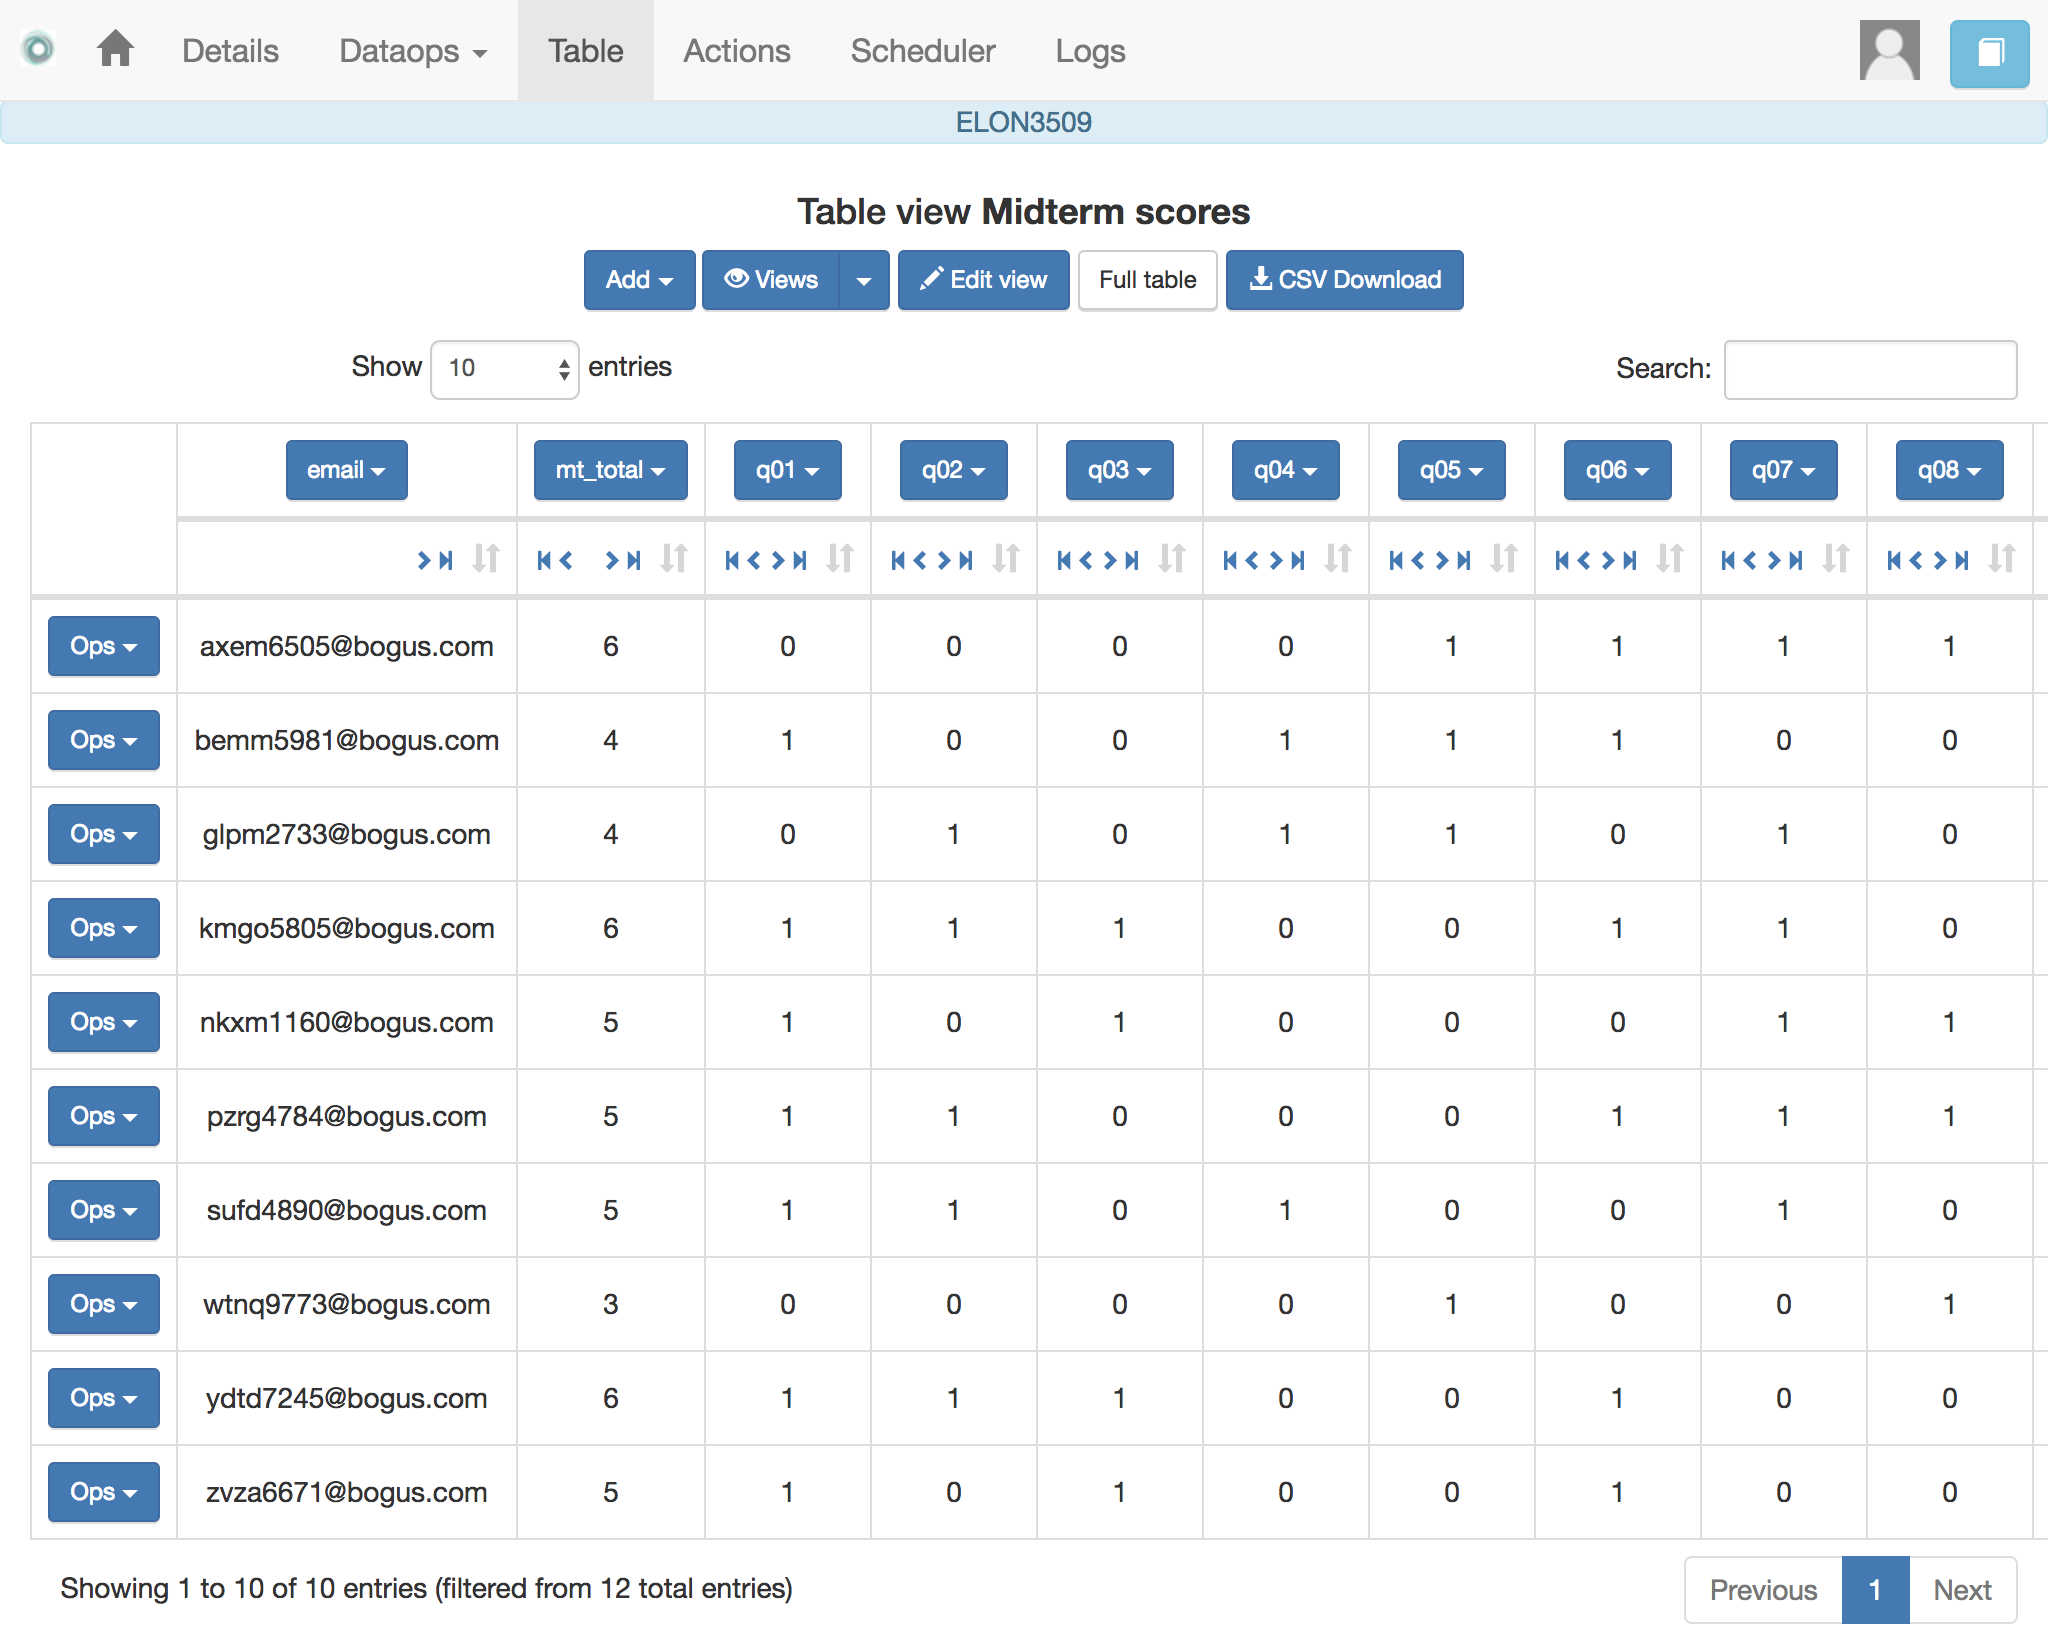 Details Dataops Table Actions Scheduler Logs
ELON3509
Table view Midterm scores
Add Views Edit view Full table CSV Download
Show 10 entries Search:
email mt_total q01 q02 q03 q04 q05 q06 q07 q08
Ops axem6505@bogus.com 6 0 0 0 0 1 1 1 1
Ops bemm5981@bogus.com 4 1 0 0 1 1 1 0 0
Ops glpm2733@bogus.com 4 0 1 0 1 1 0 1 0
Ops kmgo5805@bogus.com 6 1 1 1 0 0 1 1 0
Ops nkxm1160@bogus.com 5 1 0 1 0 0 0 1 1
Ops pzrg4784@bogus.com 5 1 1 0 0 0 1 1 1
Ops sufd4890@bogus.com 5 1 1 0 1 0 0 1 0
Ops wtnq9773@bogus.com 3 0 0 0 0 1 0 0 1
Ops ydtd7245@bogus.com 6 1 1 1 0 0 1 0 0
Ops zvza6671@bogus.com 5 1 0 1 0 0 1 0 0
Showing 1 to 10 of 10 entries (filtered from 12 total entries) Previous 1 Next